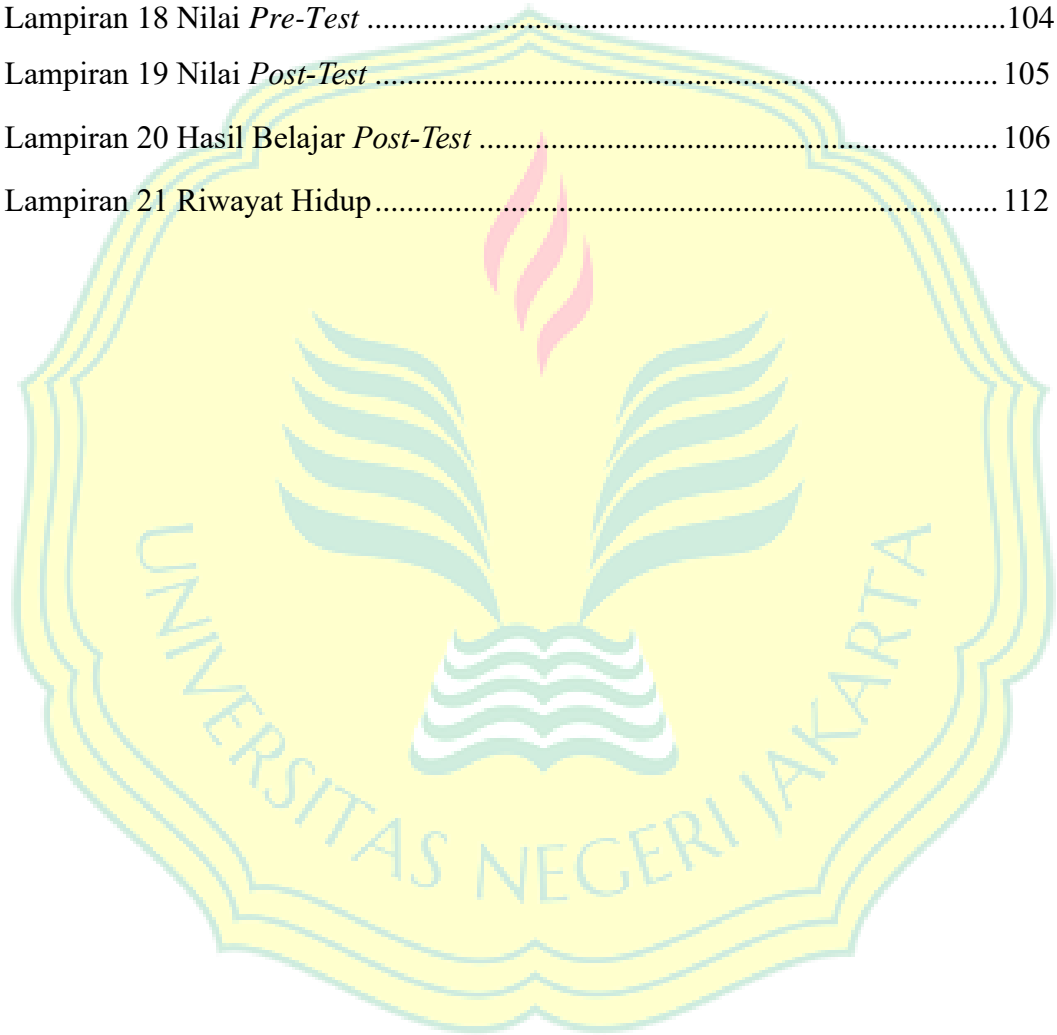 Lampiran 18 Nilai Pre-Test ................................................................................104
Lampiran 19 Nilai Post-Test .............................................................................. 105
Lampiran 20 Hasil Belajar Post-Test ................................................................. 106
Lampiran 21 Riwayat Hidup.............................................................................. 112
UNIVERSITAS NEGERI JAKARTA